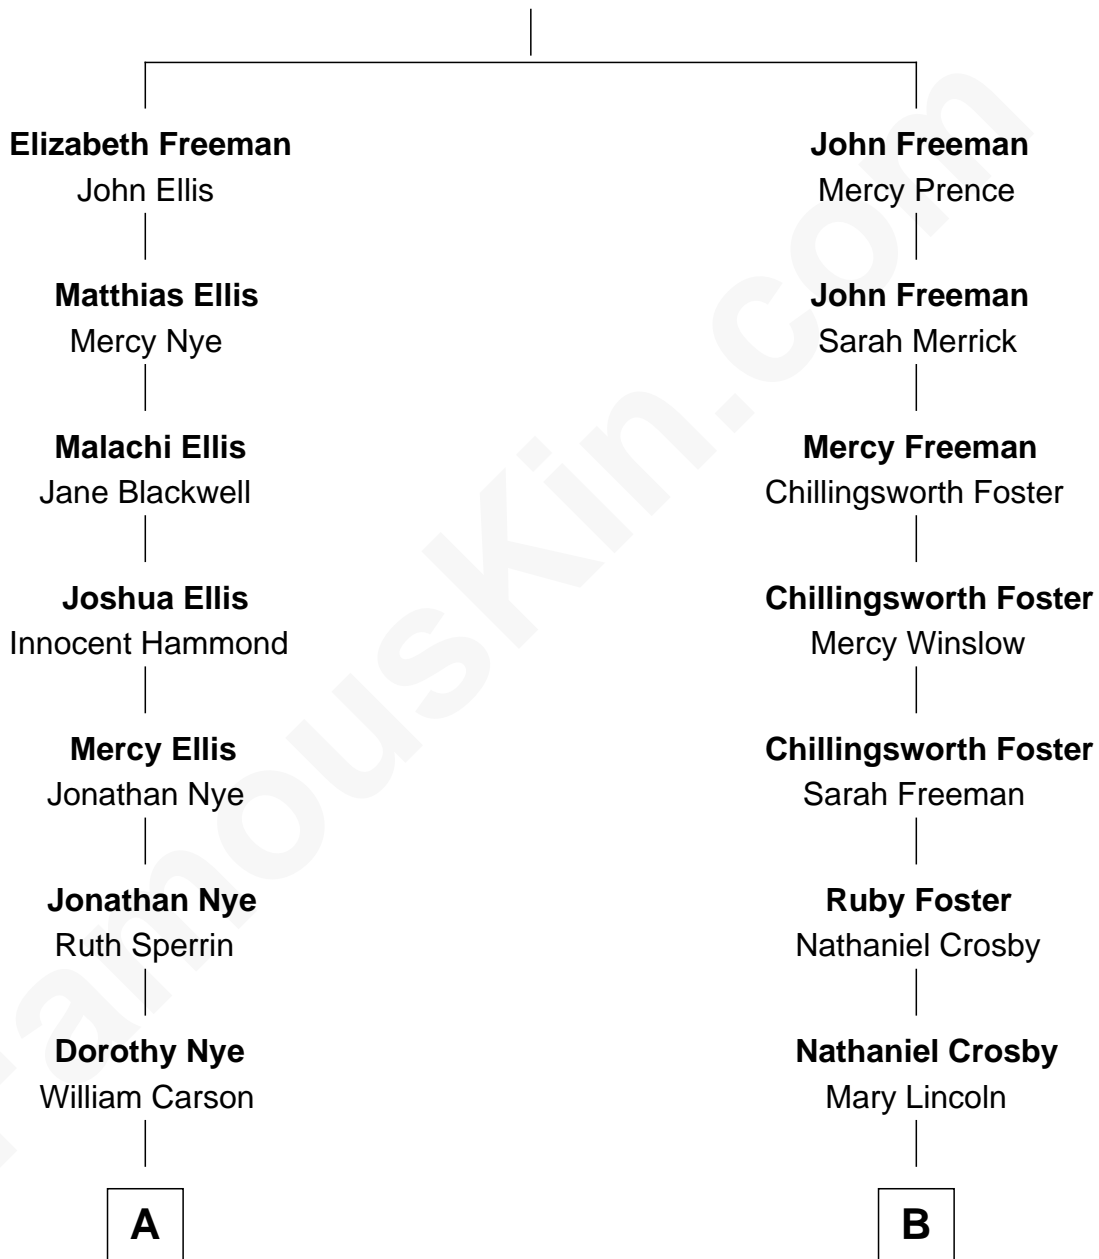 Elizabeth Freeman
John Ellis
Matthias Ellis
Mercy Nye
Malachi Ellis
Jane Blackwell
Joshua Ellis
Innocent Hammond
Mercy Ellis
Jonathan Nye
Jonathan Nye
Ruth Sperrin
Dorothy Nye
William Carson
A
John Freeman
Mercy Prence
John Freeman
Sarah Merrick
Mercy Freeman
Chillingsworth Foster
Chillingsworth Foster
Mercy Winslow
Chillingsworth Foster
Sarah Freeman
Ruby Foster
Nathaniel Crosby
Nathaniel Crosby
Mary Lincoln
B
FamousKin.com